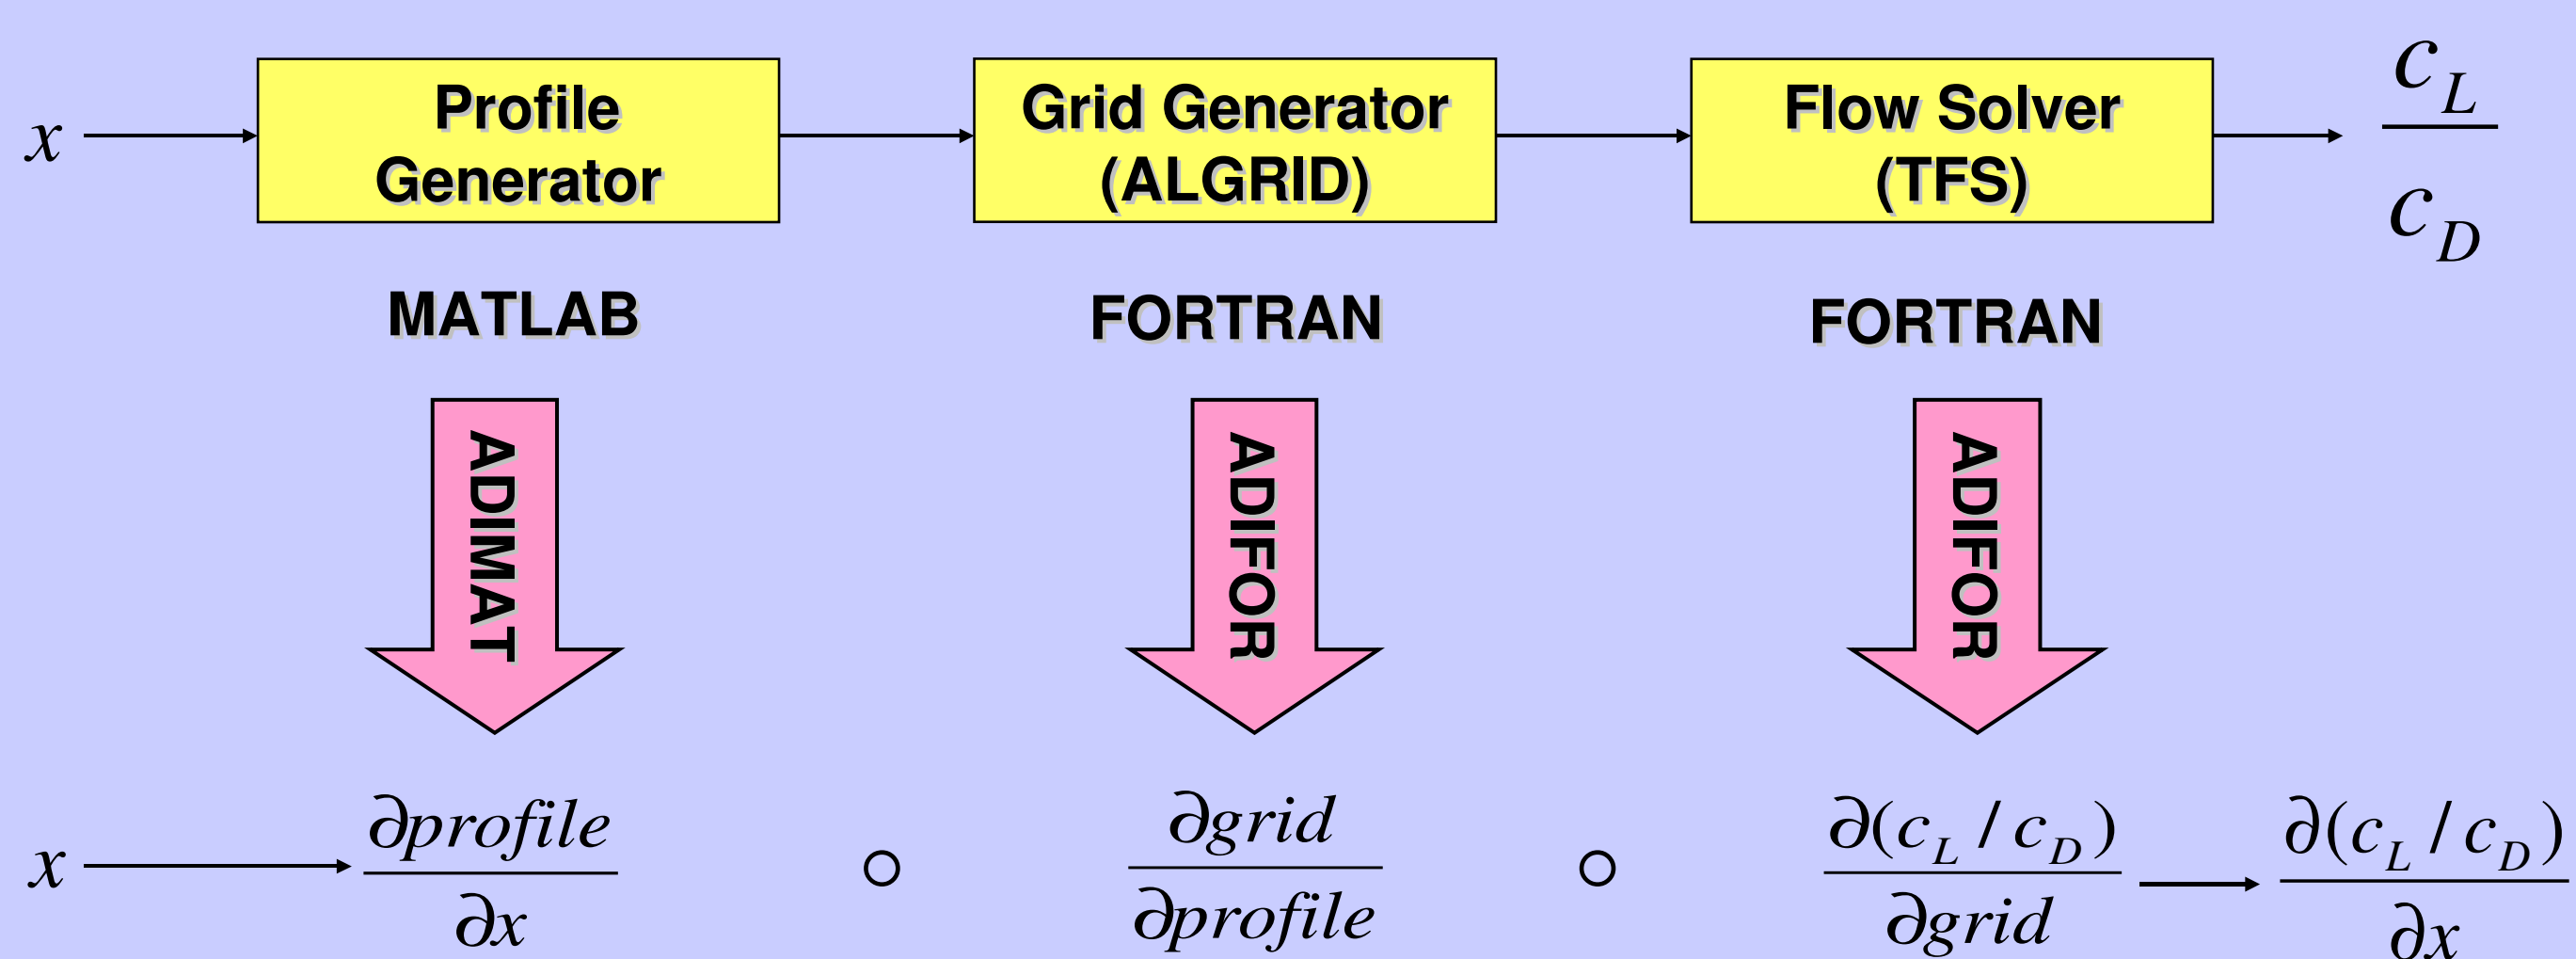 x
Profile
Generator
Grid Generator
(ALGRID)
Flow Solver
(TFS)
c_L
c_D
MATLAB
FORTRAN
FORTRAN
ADIMAT
ADIFOR
ADIFOR
x
∂profile
∂x
∂grid
∂profile
∂(c_L / c_D)
∂grid
∂(c_L / c_D)
∂x